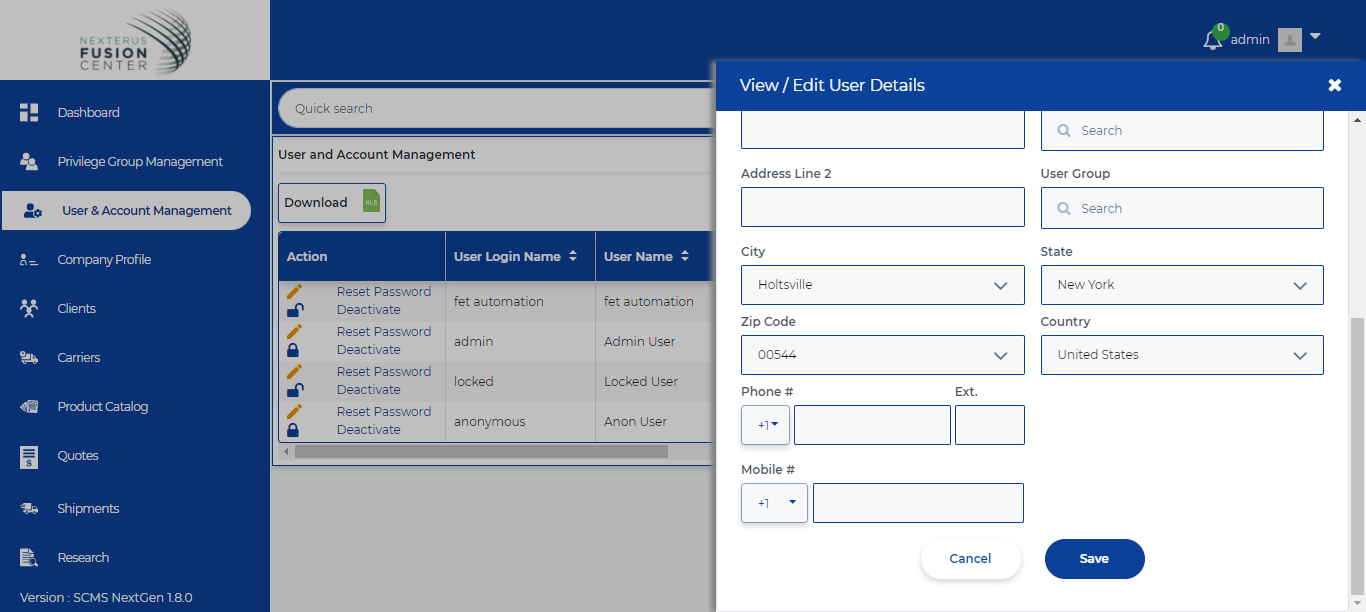 NEXTERUS
FUSION
CENTER
0
admin
Dashboard
Privilege Group Management
User & Account Management
Company Profile
Clients
Carriers
Product Catalog
Quotes
Shipments
Research
Version : SCMS NextGen 1.8.0
Quick search
User and Account Management
Download XLS
Action User Login Name User Name
Reset Password
Deactivate
fet automation fet automation
Reset Password
Deactivate
admin Admin User
Reset Password
Deactivate
locked Locked User
Reset Password
Deactivate
anonymous Anon User
View / Edit User Details
Search
Address Line 2 User Group
Search
City State
Holtsville New York
Zip Code Country
00544 United States
Phone # Ext.
+1
Mobile #
+1
Cancel Save